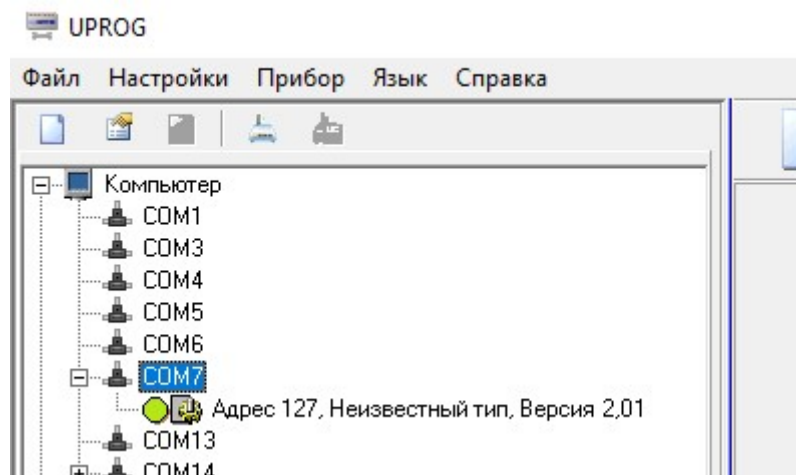 UPROG
Файл Настройки Прибор Язык Справка
Компьютер
COM1
COM3
COM4
COM5
COM6
COM7
Адрес 127, Неизвестный тип, Версия 2,01
COM13
COM14